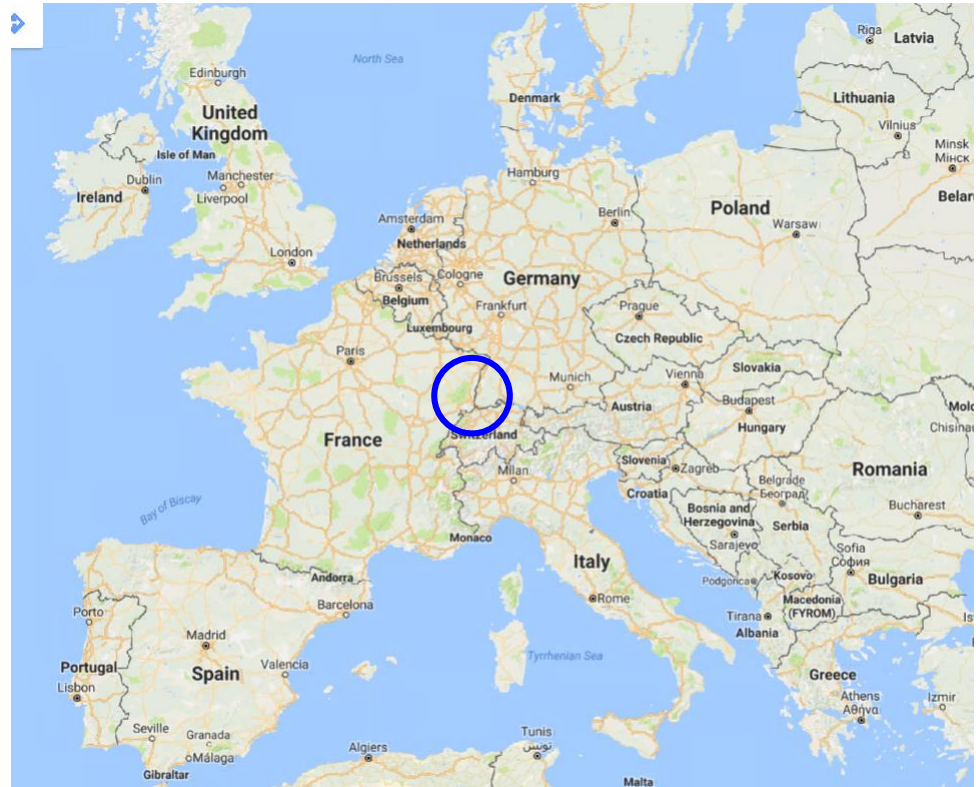 Riga
Latvia
North Sea
Edinburgh
Denmark
Lithuania
United
Kingdom
Vilnius
Isle of Man
Minsk
Мінск
Dublin
Manchester
Hamburg
Ireland
Liverpool
Belar
Amsterdam
Berlin
Poland
Warsaw
Netherlands
London
Brussels
Cologne
Germany
Belgium
Frankfurt
Prague
Luxembourg
Czech Republic
Paris
Slovakia
Munich
Vienna
Austria
Budapest
Mold
Chisinau
Hungary
France
Switzerland
Slovenia
Zagreb
Milan
Romania
Croatia
Belgrade
Београд
Bay of Biscay
Bosnia and
Herzegovina
Bucharest
Serbia
Monaco
Sarajevo
Sofia
София
Italy
Andorra
Podgorica
Kosovo
Bulgaria
Barcelona
Rome
Macedonia
(FYROM)
Porto
Tirana
Is
Albania
Madrid
Tyrrhenian Sea
Portugal
Spain
Valencia
Greece
Lisbon
Athens
Αθήνα
Izmir
Seville
Granada
Tunis
تونس
Málaga
Algiers
Gibraltar
Malta